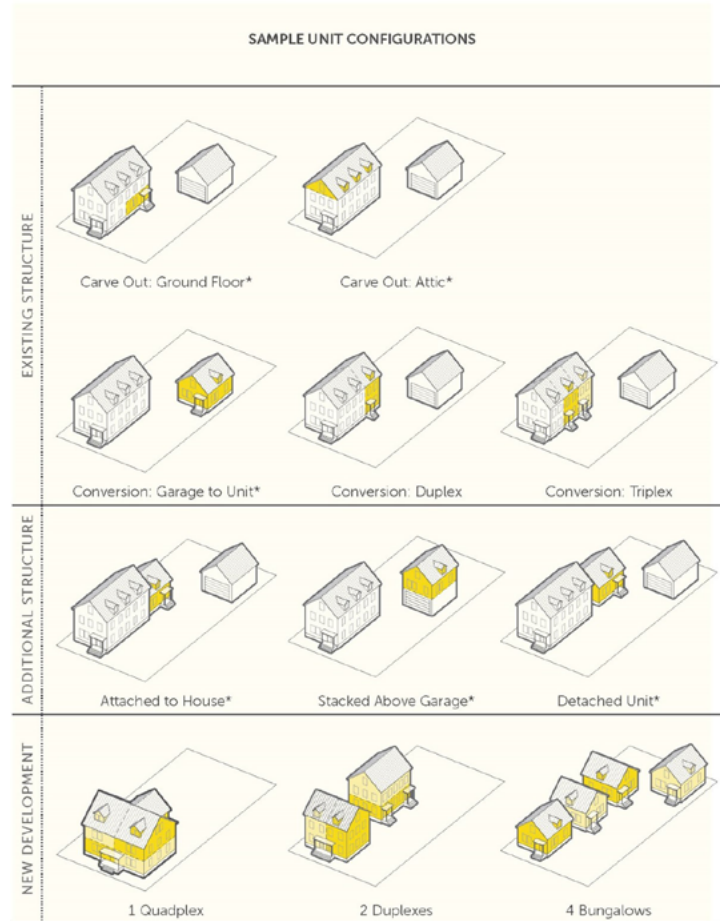 SAMPLE UNIT CONFIGURATIONS
EXISTING STRUCTURE
Carve Out: Ground Floor*
Carve Out: Attic*
Conversion: Garage to Unit*
Conversion: Duplex
Conversion: Triplex
ADDITIONAL STRUCTURE
Attached to House*
Stacked Above Garage*
Detached Unit*
NEW DEVELOPMENT
1 Quadplex
2 Duplexes
4 Bungalows